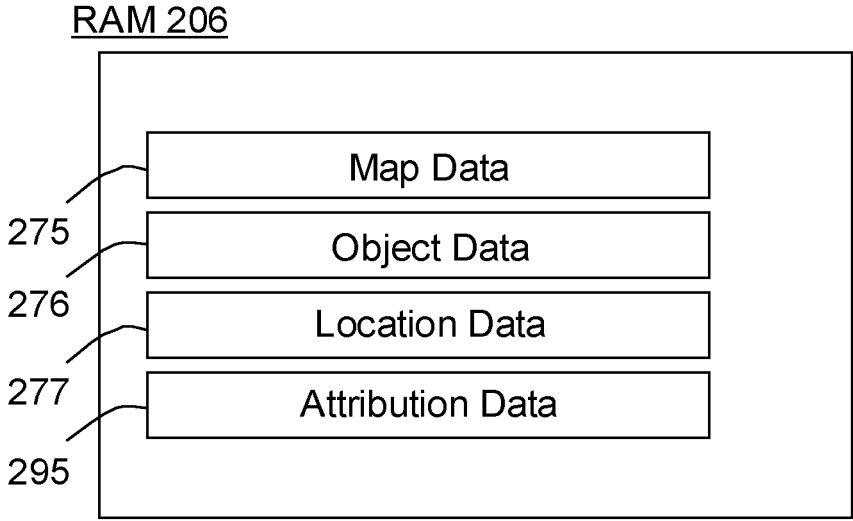 RAM 206
Map Data
275
Object Data
276
Location Data
277
Attribution Data
295